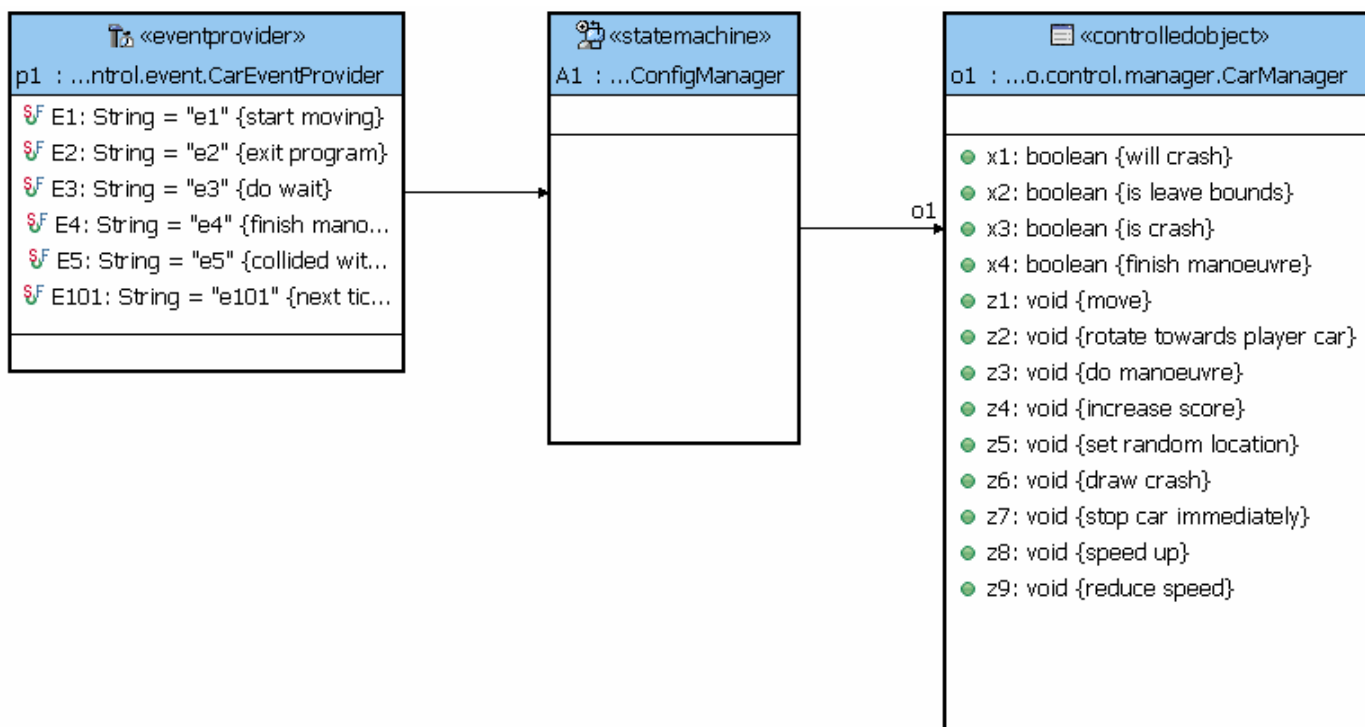 «eventprovider»
p1 : ...ntrol.event.CarEventProvider
E1: String = "e1" {start moving}
E2: String = "e2" {exit program}
E3: String = "e3" {do wait}
E4: String = "e4" {finish mano...
E5: String = "e5" {collided wit...
E101: String = "e101" {next tic...
«statemachine»
A1 : ...ConfigManager
o1
«controlledobject»
o1 : ...o.control.manager.CarManager
x1: boolean {will crash}
x2: boolean {is leave bounds}
x3: boolean {is crash}
x4: boolean {finish manoeuvre}
z1: void {move}
z2: void {rotate towards player car}
z3: void {do manoeuvre}
z4: void {increase score}
z5: void {set random location}
z6: void {draw crash}
z7: void {stop car immediately}
z8: void {speed up}
z9: void {reduce speed}